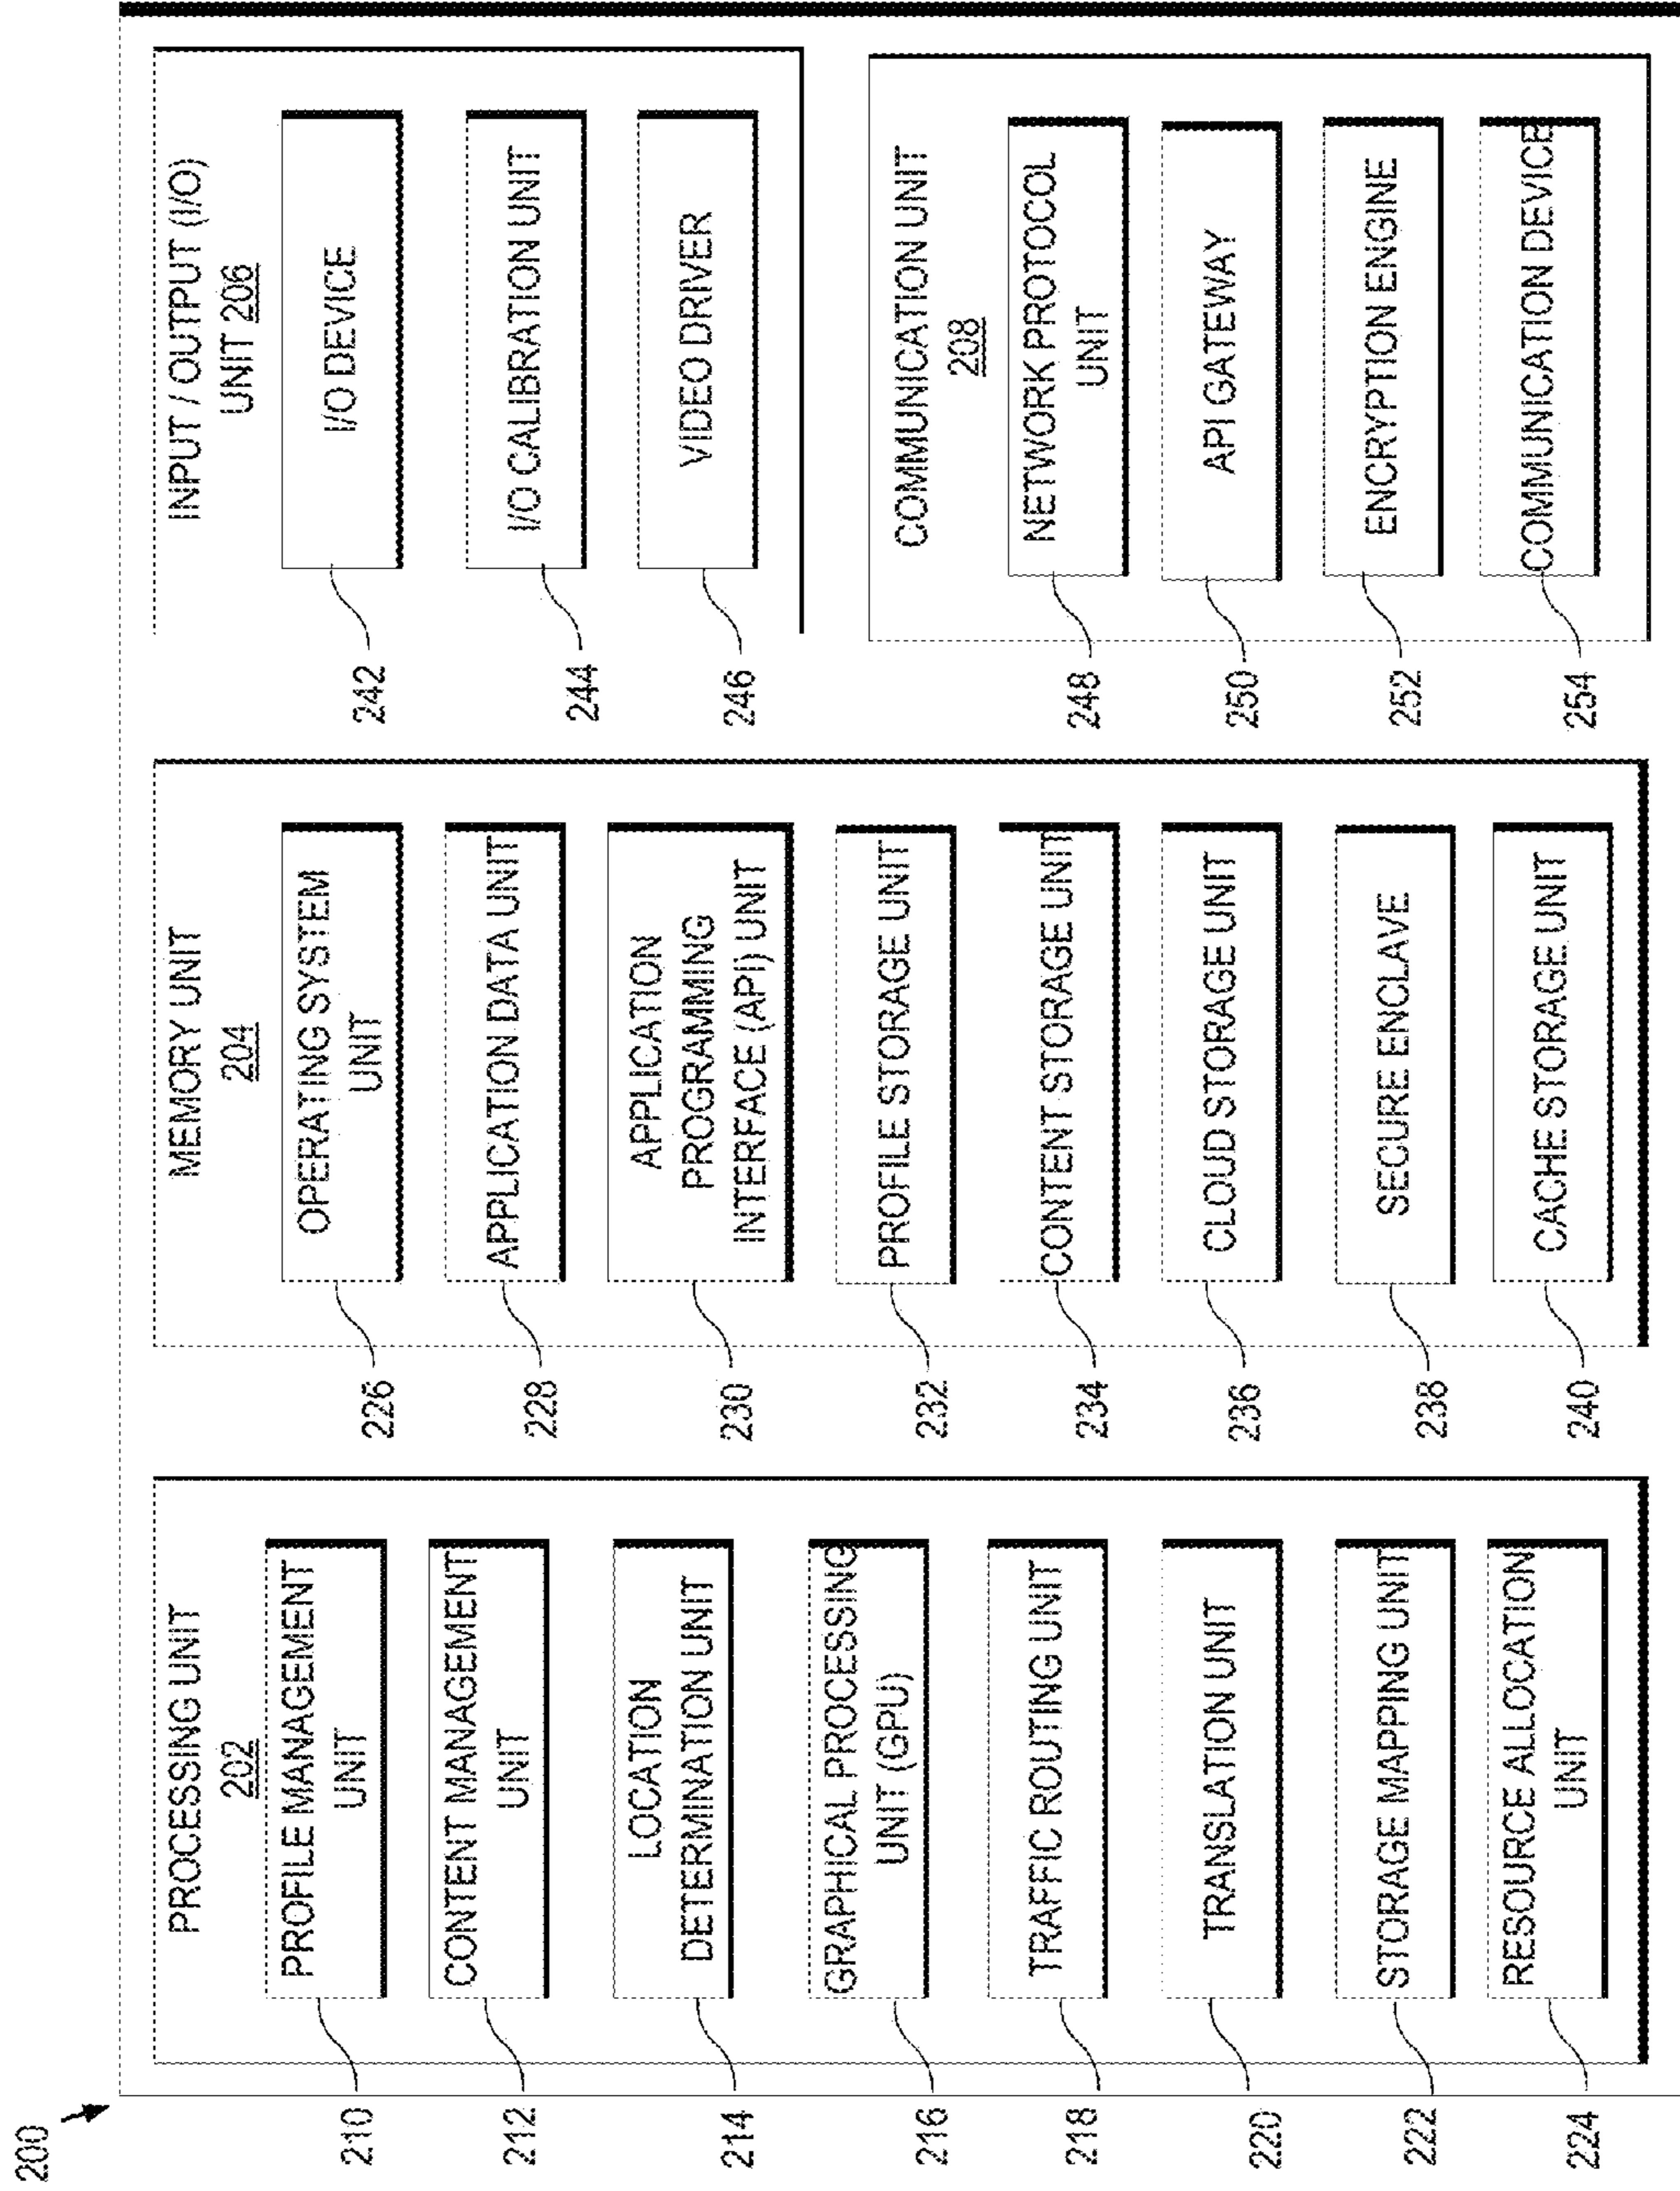 200
PROCESSING UNIT
202
210
PROFILE MANAGEMENT
UNIT
212
CONTENT MANAGEMENT
UNIT
214
LOCATION
DETERMINATION UNIT
216
GRAPHICAL PROCESSING
UNIT (GPU)
218
TRAFFIC ROUTING UNIT
220
TRANSLATION UNIT
222
STORAGE MAPPING UNIT
224
RESOURCE ALLOCATION
UNIT
MEMORY UNIT
204
226
OPERATING SYSTEM
UNIT
228
APPLICATION DATA UNIT
230
APPLICATION
PROGRAMMING
INTERFACE (API) UNIT
232
PROFILE STORAGE UNIT
234
CONTENT STORAGE UNIT
236
CLOUD STORAGE UNIT
238
SECURE ENCLAVE
240
CACHE STORAGE UNIT
INPUT / OUTPUT (I/O)
UNIT 206
242
I/O DEVICE
244
I/O CALIBRATION UNIT
246
VIDEO DRIVER
COMMUNICATION UNIT
208
248
NETWORK PROTOCOL
UNIT
250
API GATEWAY
252
ENCRYPTION ENGINE
254
COMMUNICATION DEVICE